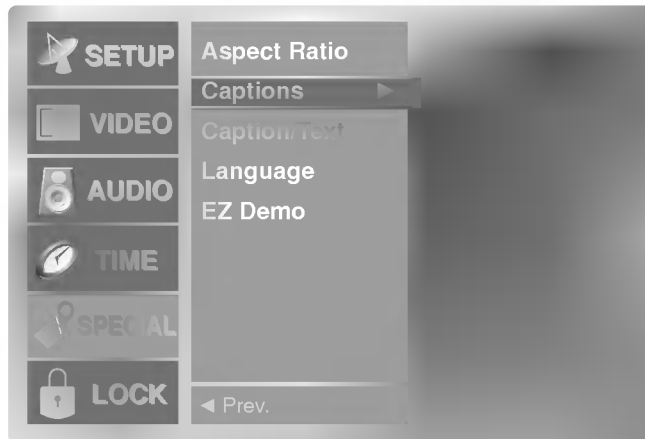 SETUP
VIDEO
AUDIO
TIME
SPECIAL
LOCK
Aspect Ratio
Captions ►
Caption/Text
Language
EZ Demo
◄ Prev.